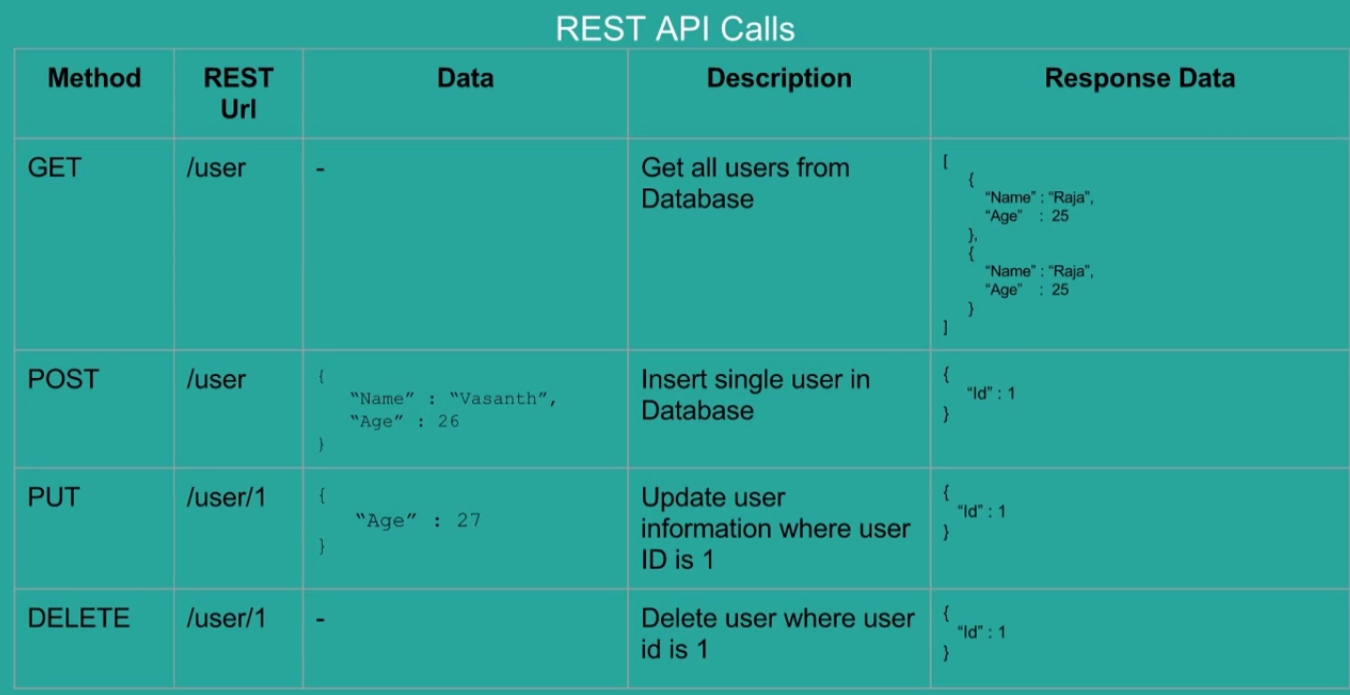 REST API Calls
Method
REST
Url
Data
Description
Response Data
GET
/user
-
Get all users from
Database
[
{
“Name” : “Raja”,
“Age” : 25
},
{
“Name” : “Raja”,
“Age” : 25
}
]
POST
/user
{
“Name” : “Vasanth”,
“Age” : 26
}
Insert single user in
Database
{
“Id” : 1
}
PUT
/user/1
{
“Age” : 27
}
Update user
information where user
ID is 1
{
“Id” : 1
}
DELETE
/user/1
-
Delete user where user
id is 1
{
“Id” : 1
}